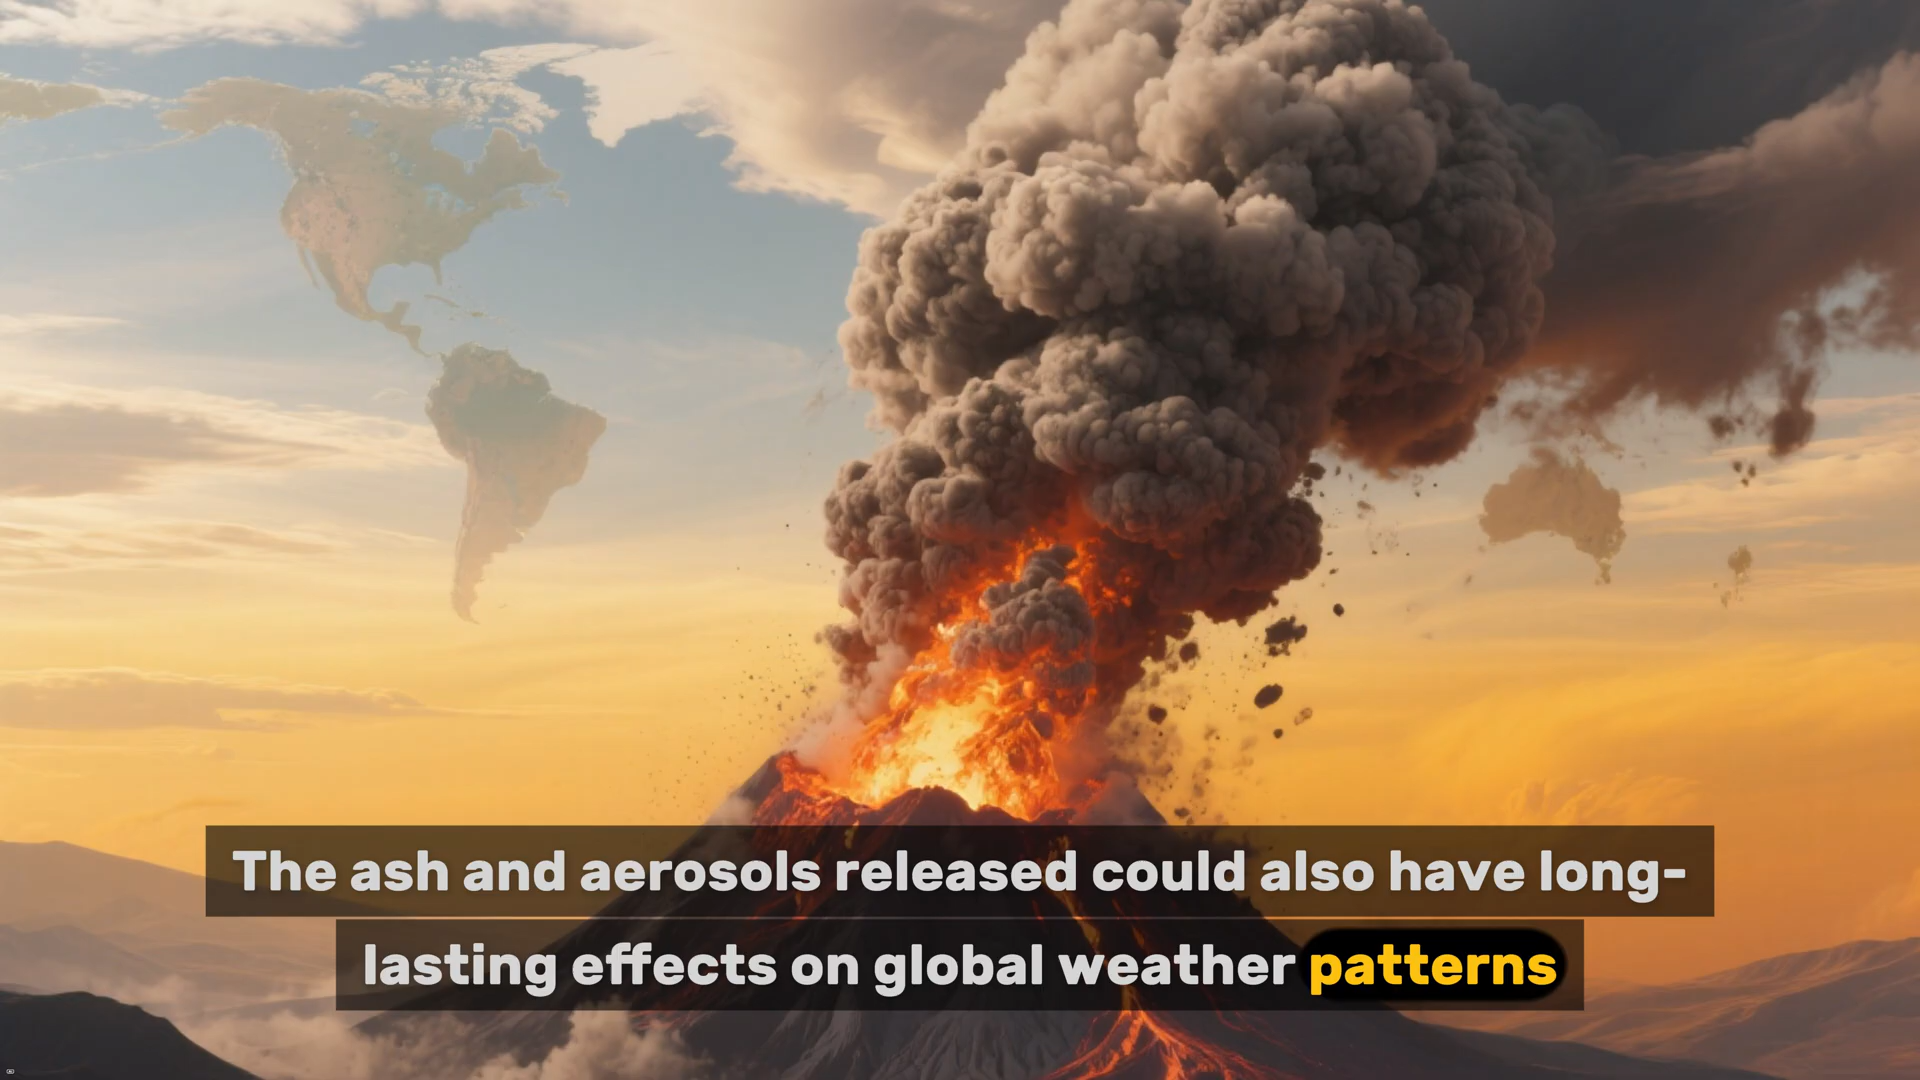 The ash and aerosols released could also have long-
lasting effects on global weather patterns